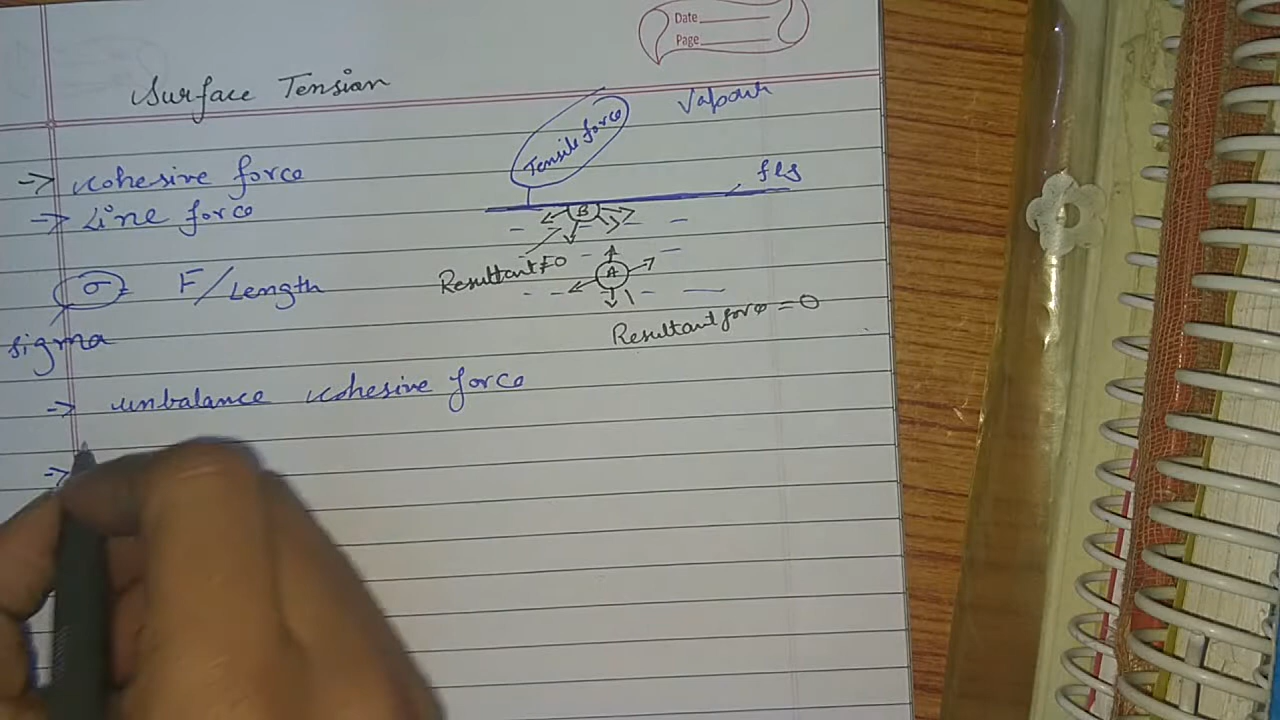 Date
Page
Surface Tension
Vapour
Tensile force
fls
-> Cohesive force
-> Line force
B
Resultant ≠ 0
A
σ = F/Length
Resultant force = 0
sigma
-> unbalance cohesive force
->